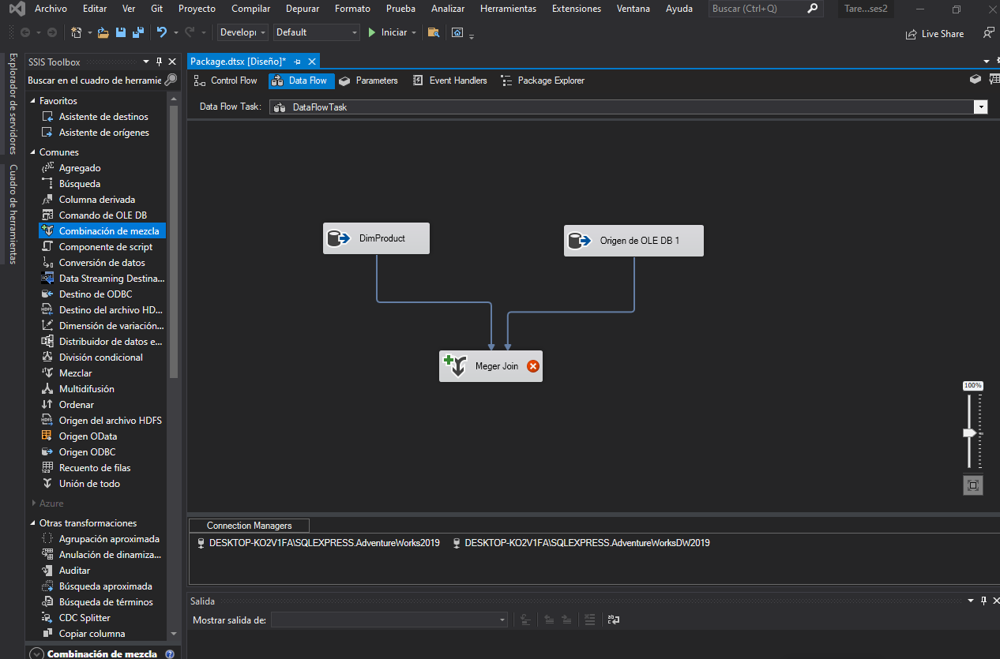 Archivo Editar Ver Git Proyecto Compilar Depurar Formato Prueba Analizar Herramientas Extensiones Ventana Ayuda Buscar (Ctrl+Q) Tare...ses2
Develop Default Iniciar Live Share
Explorador de servidores
Cuadro de herramientas
SSIS Toolbox
Buscar en el cuadro de herramie
Favoritos
Asistente de destinos
Asistente de orígenes
Comunes
Agregado
Búsqueda
Columna derivada
Comando de OLE DB
Combinación de mezcla
Componente de script
Conversión de datos
Data Streaming Destina...
Destino de ODBC
Destino del archivo HD...
Dimensión de variación...
Distribuidor de datos e...
División condicional
Mezclar
Multidifusión
Ordenar
Origen del archivo HDFS
Origen OData
Origen ODBC
Recuento de filas
Unión de todo
Azure
Otras transformaciones
Agrupación aproximada
Anulación de dinamiza...
Auditar
Búsqueda aproximada
Búsqueda de términos
CDC Splitter
Copiar columna
Combinación de mezcla
Package.dtsx [Diseño]*
Control Flow Data Flow Parameters Event Handlers Package Explorer
Data Flow Task: DataFlowTask
DimProduct
Origen de OLE DB 1
Meger Join
100%
Connection Managers
DESKTOP-KO2V1FA\SQLEXPRESS.AdventureWorks2019 DESKTOP-KO2V1FA\SQLEXPRESS.AdventureWorksDW2019
Salida
Mostrar salida de: